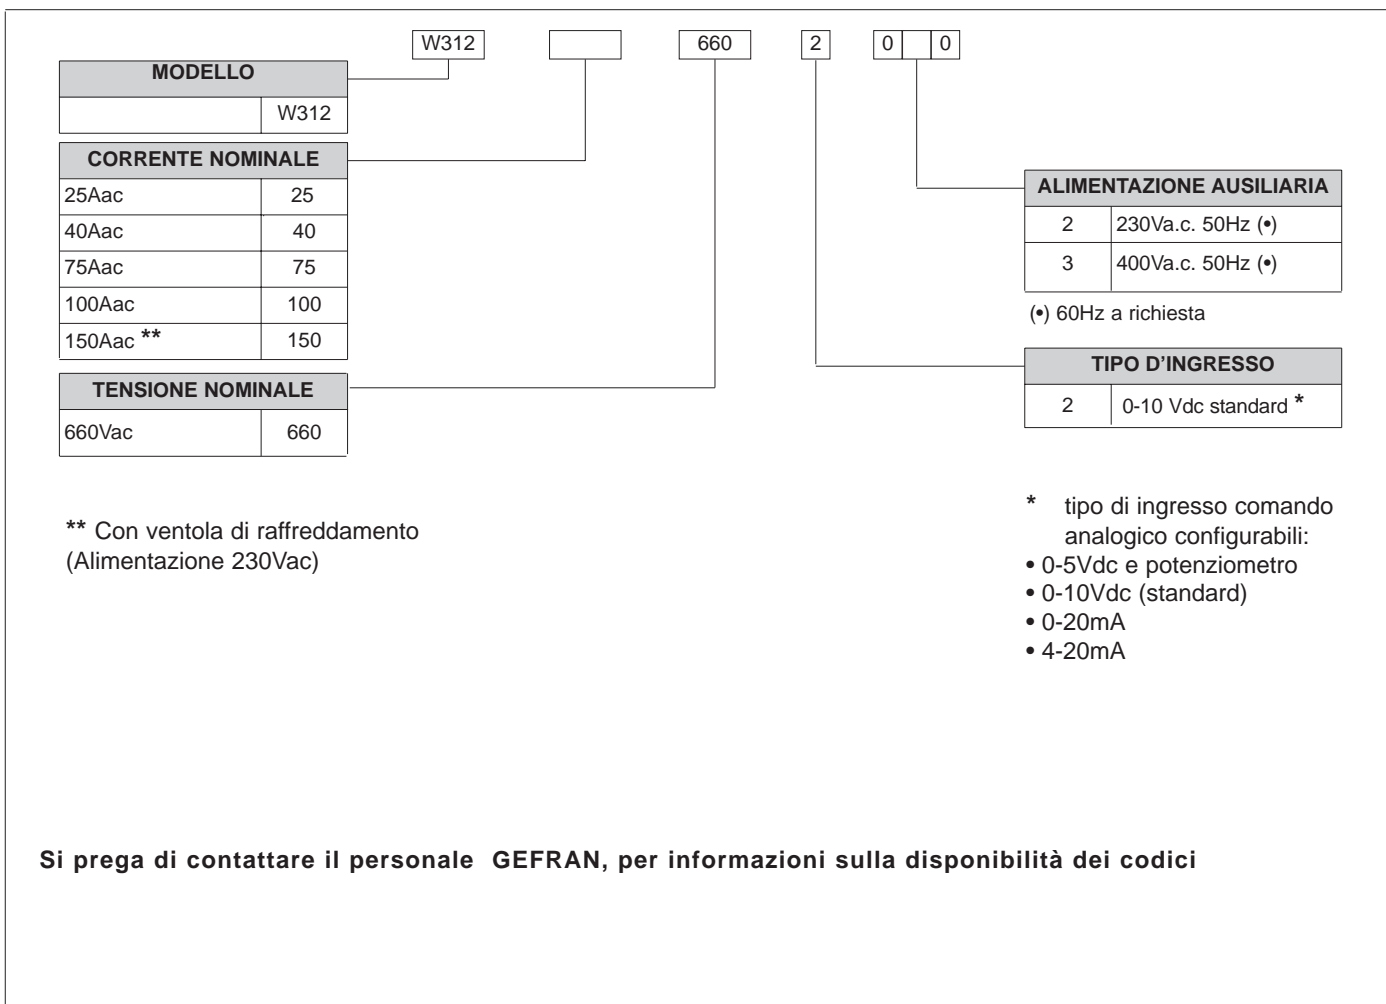 W312 660 2 0 0
MODELLO
W312
CORRENTE NOMINALE
25Aac 25
40Aac 40
75Aac 75
100Aac 100
150Aac ** 150
TENSIONE NOMINALE
660Vac 660
** Con ventola di raffreddamento
(Alimentazione 230Vac)
ALIMENTAZIONE AUSILIARIA
2 230Va.c. 50Hz (•)
3 400Va.c. 50Hz (•)
(•) 60Hz a richiesta
TIPO D’INGRESSO
2 0-10 Vdc standard *
* tipo di ingresso comando
analogico configurabili:
• 0-5Vdc e potenziometro
• 0-10Vdc (standard)
• 0-20mA
• 4-20mA
Si prega di contattare il personale GEFRAN, per informazioni sulla disponibilità dei codici